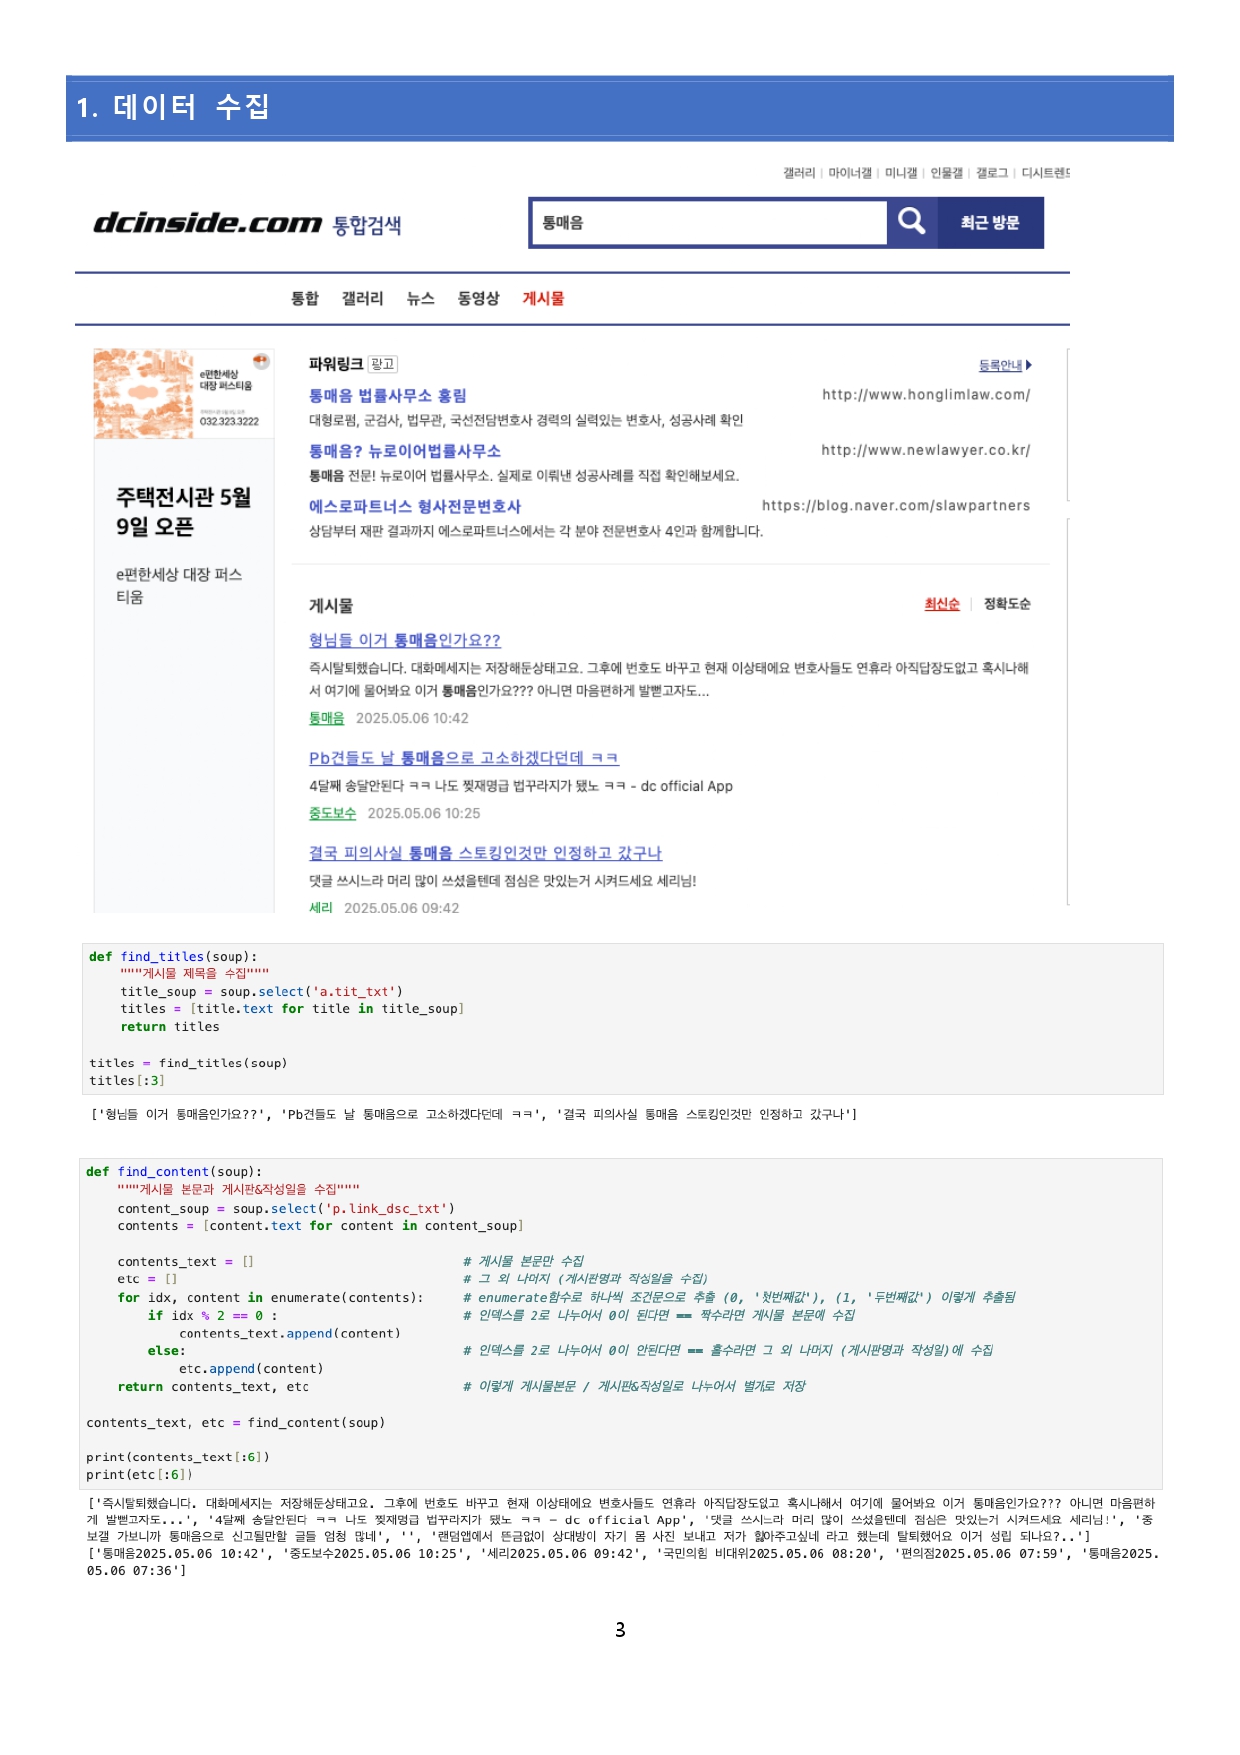 1. 데이터 수집
갤러리 | 마이너갤 | 미니갤 | 인물갤 | 갤로그 | 디시트렌드
dcinside.com 통합검색
통매음
최근 방문
통합 갤러리 뉴스 동영상 게시물
e편한세상
대장 퍼스티움
032.323.3222
주택전시관 5월
9일 오픈
e편한세상 대장 퍼스
티움
파워링크 광고
등록안내
통매음 법률사무소 홍림 http://www.honglimlaw.com/
대형로펌, 군검사, 법무관, 국선전담변호사 경력의 실력있는 변호사, 성공사례 확인
통매음? 뉴로이어법률사무소 http://www.newlawyer.co.kr/
통매음 전문! 뉴로이어 법률사무소. 실제로 이뤄낸 성공사례를 직접 확인해보세요.
에스로파트너스 형사전문변호사 https://blog.naver.com/slawpartners
상담부터 재판 결과까지 에스로파트너스에서는 각 분야 전문변호사 4인과 함께합니다.
게시물
최신순 | 정확도순
형님들 이거 통매음인가요??
즉시탈퇴했습니다. 대화메세지는 저장해둔상태고요. 그후에 번호도 바꾸고 현재 이상태에요 변호사들도 연휴라 아직답장도없고 혹시나해
서 여기에 물어봐요 이거 통매음인가요??? 아니면 마음편하게 발뻗고자도...
통매음 2025.05.06 10:42
Pb견들도 날 통매음으로 고소하겠다던데 ㅋㅋ
4달째 송달안된다 ㅋㅋ 나도 찢재명급 법꾸라지가 됐노 ㅋㅋ - dc official App
중도보수 2025.05.06 10:25
결국 피의사실 통매음 스토킹인것만 인정하고 갔구나
댓글 쓰시느라 머리 많이 쓰셨을텐데 점심은 맛있는거 시켜드세요 세리님!
세리 2025.05.06 09:42
def find_titles(soup):
"""게시물 제목을 수집"""
title_soup = soup.select('a.tit_txt')
titles = [title.text for title in title_soup]
return titles
titles = find_titles(soup)
titles[:3]
['형님들 이거 통매음인가요??', 'Pb견들도 날 통매음으로 고소하겠다던데 ㅋㅋ', '결국 피의사실 통매음 스토킹인것만 인정하고 갔구나']
def find_content(soup):
"""게시물 본문과 게시판&작성일을 수집"""
content_soup = soup.select('p.link_dsc_txt')
contents = [content.text for content in content_soup]
contents_text = [] # 게시물 본문만 수집
etc = [] # 그 외 나머지 (게시판명과 작성일을 수집)
for idx, content in enumerate(contents): # enumerate함수로 하나씩 조건문으로 추출 (0, '첫번째값'), (1, '두번째값') 이렇게 추출됨
if idx % 2 == 0 : # 인덱스를 2로 나누어서 0이 된다면 == 짝수라면 게시물 본문에 수집
contents_text.append(content)
else: # 인덱스를 2로 나누어서 0이 안된다면 == 홀수라면 그 외 나머지 (게시판명과 작성일)에 수집
etc.append(content)
return contents_text, etc # 이렇게 게시물본문 / 게시판&작성일로 나누어서 별개로 저장
contents_text, etc = find_content(soup)
print(contents_text[:6])
print(etc[:6])
['즉시탈퇴했습니다. 대화메세지는 저장해둔상태고요. 그후에 번호도 바꾸고 현재 이상태에요 변호사들도 연휴라 아직답장도없고 혹시나해서 여기에 물어봐요 이거 통매음인가요??? 아니면 마음편하
게 발뻗고자도...', '4달째 송달안된다 ㅋㅋ 나도 찢재명급 법꾸라지가 됐노 ㅋㅋ - dc official App', '댓글 쓰시느라 머리 많이 쓰셨을텐데 점심은 맛있는거 시켜드세요 세리님!', '중
보갤 가보니까 통매음으로 신고될만할 글들 엄청 많네', '', '랜덤앱에서 뜬금없이 상대방이 자기 몸 사진 보내고 저가 핥아주고싶네 라고 했는데 탈퇴했어요 이거 성립 되나요?..']
['통매음2025.05.06 10:42', '중도보수2025.05.06 10:25', '세리2025.05.06 09:42', '국민의힘 비대위2025.05.06 08:20', '편의점2025.05.06 07:59', '통매음2025.
05.06 07:36']
3